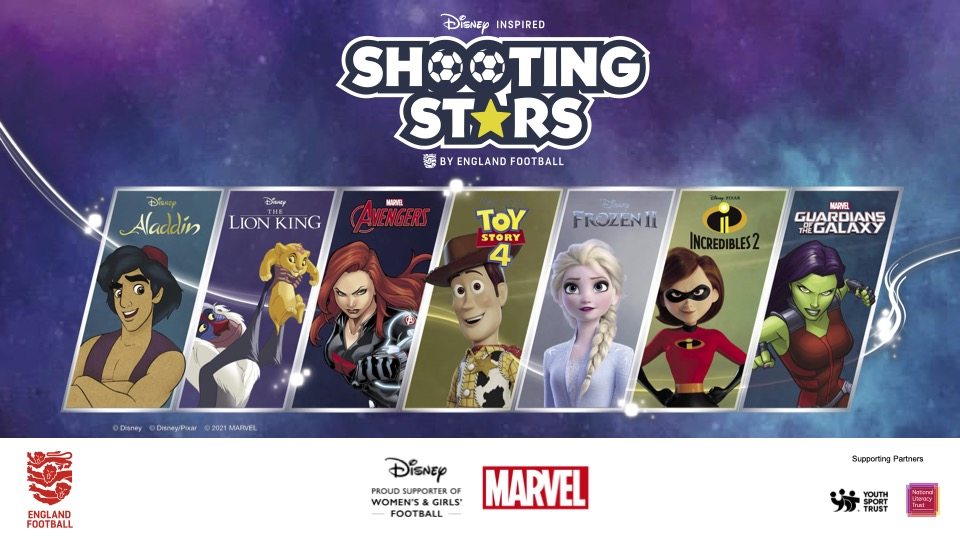 Disney INSPIRED
SHOOTING
STARS
BY ENGLAND FOOTBALL
Disney
Aladdin
Disney
THE
LION KING
MARVEL
AVENGERS
TOY
STORY
4
Disney
FROZEN II
DISNEY·PIXAR
INCREDIBLES 2
MARVEL
GUARDIANS
OF THE
GALAXY
© Disney © Disney/Pixar © 2021 MARVEL
ENGLAND
FOOTBALL
Disney
PROUD SUPPORTER OF
WOMEN'S & GIRLS'
FOOTBALL
MARVEL
Supporting Partners
YOUTH
SPORT
TRUST
National
Literacy
Trust